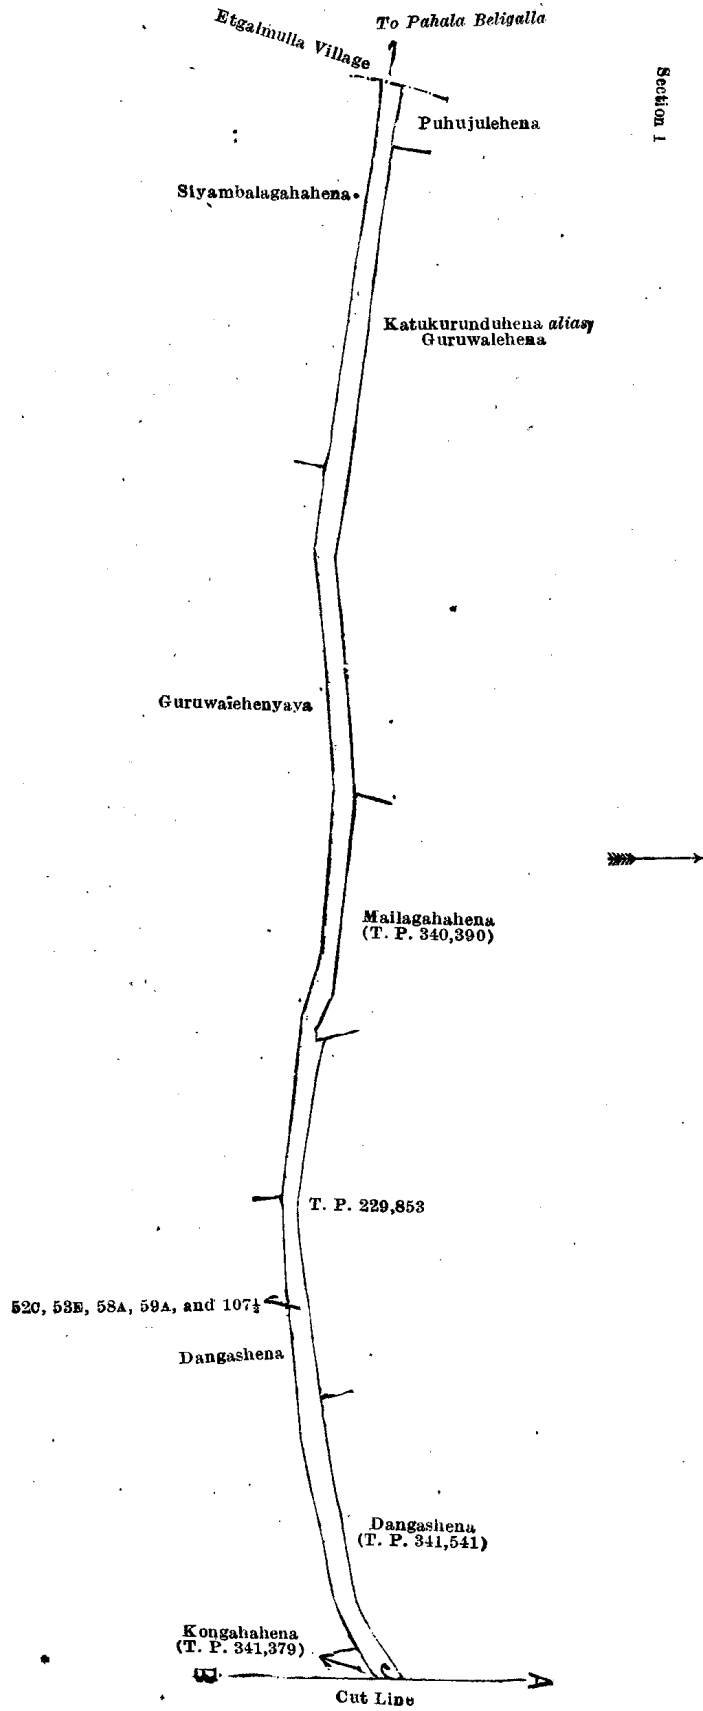 To Pahala Beligalla
Etgalmulla Village
Section 1
Puhujulehena
Siyambalagahahena
Katukurunduhena alias
Guruwalehena
Guruwalehenyaya
Mailagahahena
(T. P. 340,390)
T. P. 229,853
52C, 53E, 58A, 59A, and 107½
Dangashena
Dangashena
(T. P. 341,541)
Kongahahena
(T. P. 341,379)
B
A
Cut Line